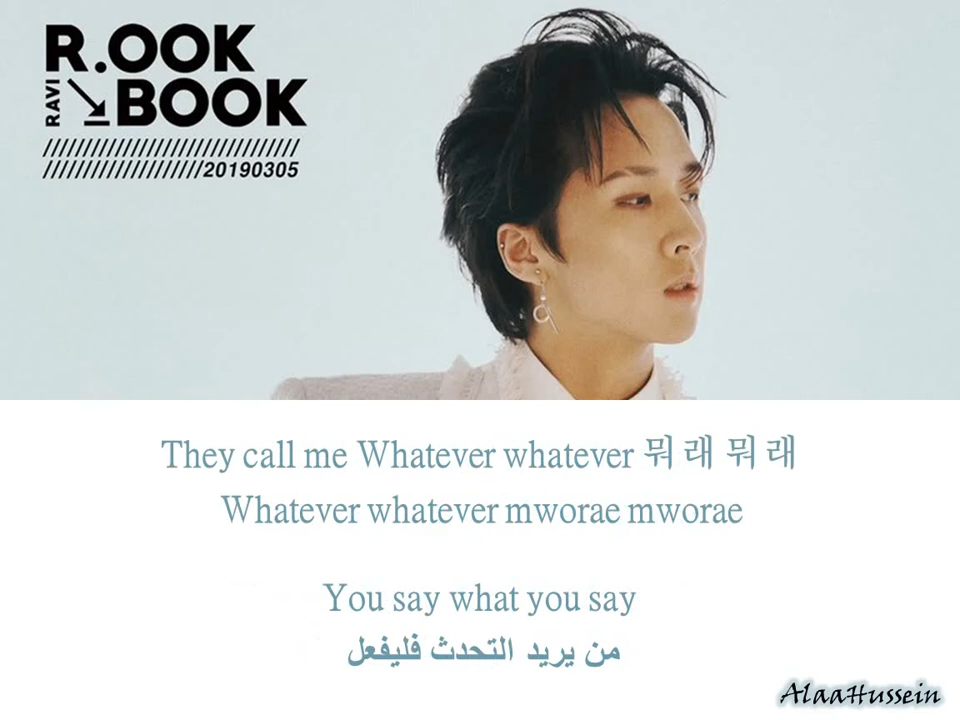 R.OOK
RAVI
BOOK
////////////////////////////////
////////////////////20190305
They call me Whatever whatever 뭐래 뭐래
Whatever whatever mworae mworae
You say what you say
من يريد التحدث فليفعل
AlaaHussein